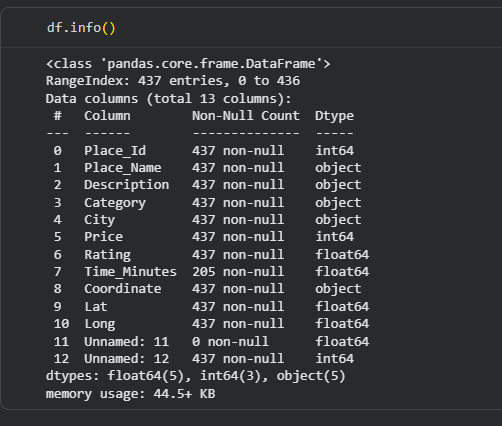 df.info()
<class 'pandas.core.frame.DataFrame'>
RangeIndex: 437 entries, 0 to 436
Data columns (total 13 columns):
 #   Column        Non-Null Count  Dtype
---  ------        --------------  -----
 0   Place_Id      437 non-null    int64
 1   Place_Name    437 non-null    object
 2   Description   437 non-null    object
 3   Category      437 non-null    object
 4   City          437 non-null    object
 5   Price         437 non-null    int64
 6   Rating        437 non-null    float64
 7   Time_Minutes  205 non-null    float64
 8   Coordinate    437 non-null    object
 9   Lat           437 non-null    float64
 10  Long          437 non-null    float64
 11  Unnamed: 11   0 non-null      float64
 12  Unnamed: 12   437 non-null    int64
dtypes: float64(5), int64(3), object(5)
memory usage: 44.5+ KB